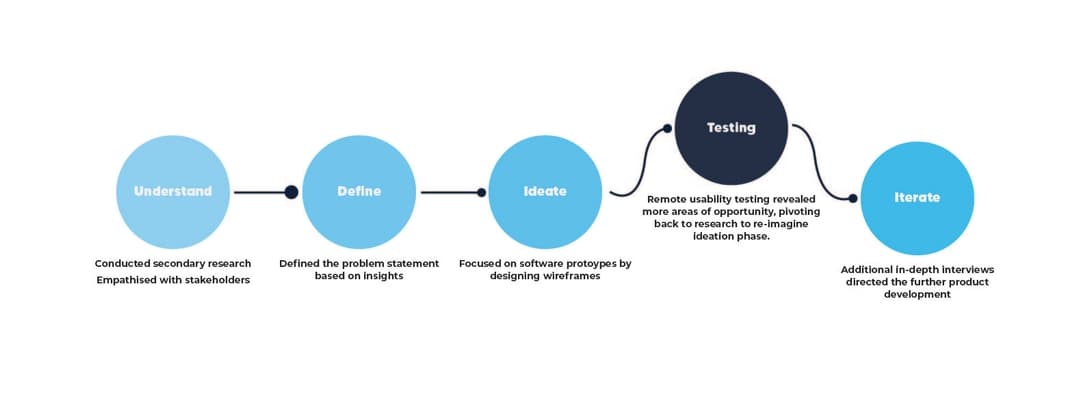 Understand
Conducted secondary research
Empathised with stakeholders
Define
Defined the problem statement
based on insights
Ideate
Focused on software protoypes by
designing wireframes
Testing
Remote usability testing revealed
more areas of opportunity, pivoting
back to research to re-imagine
ideation phase.
Iterate
Additional in-depth interviews
directed the further product
development